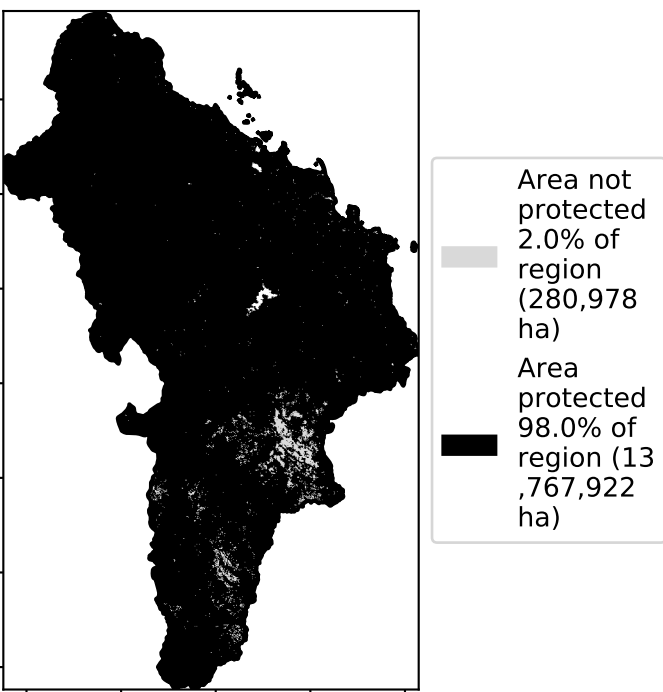 Area not
protected
2.0% of
region
(280,978
ha)
Area
protected
98.0% of
region (13
,767,922
ha)